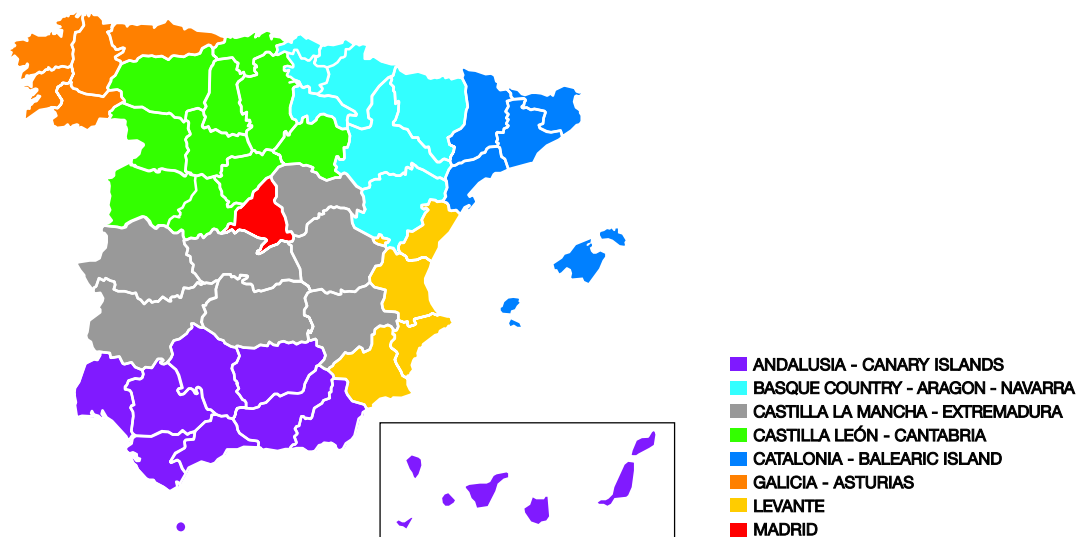 ANDALUSIA - CANARY ISLANDS
BASQUE COUNTRY - ARAGON - NAVARRA
CASTILLA LA MANCHA - EXTREMADURA
CASTILLA LEÓN - CANTABRIA
CATALONIA - BALEARIC ISLAND
GALICIA - ASTURIAS
LEVANTE
MADRID